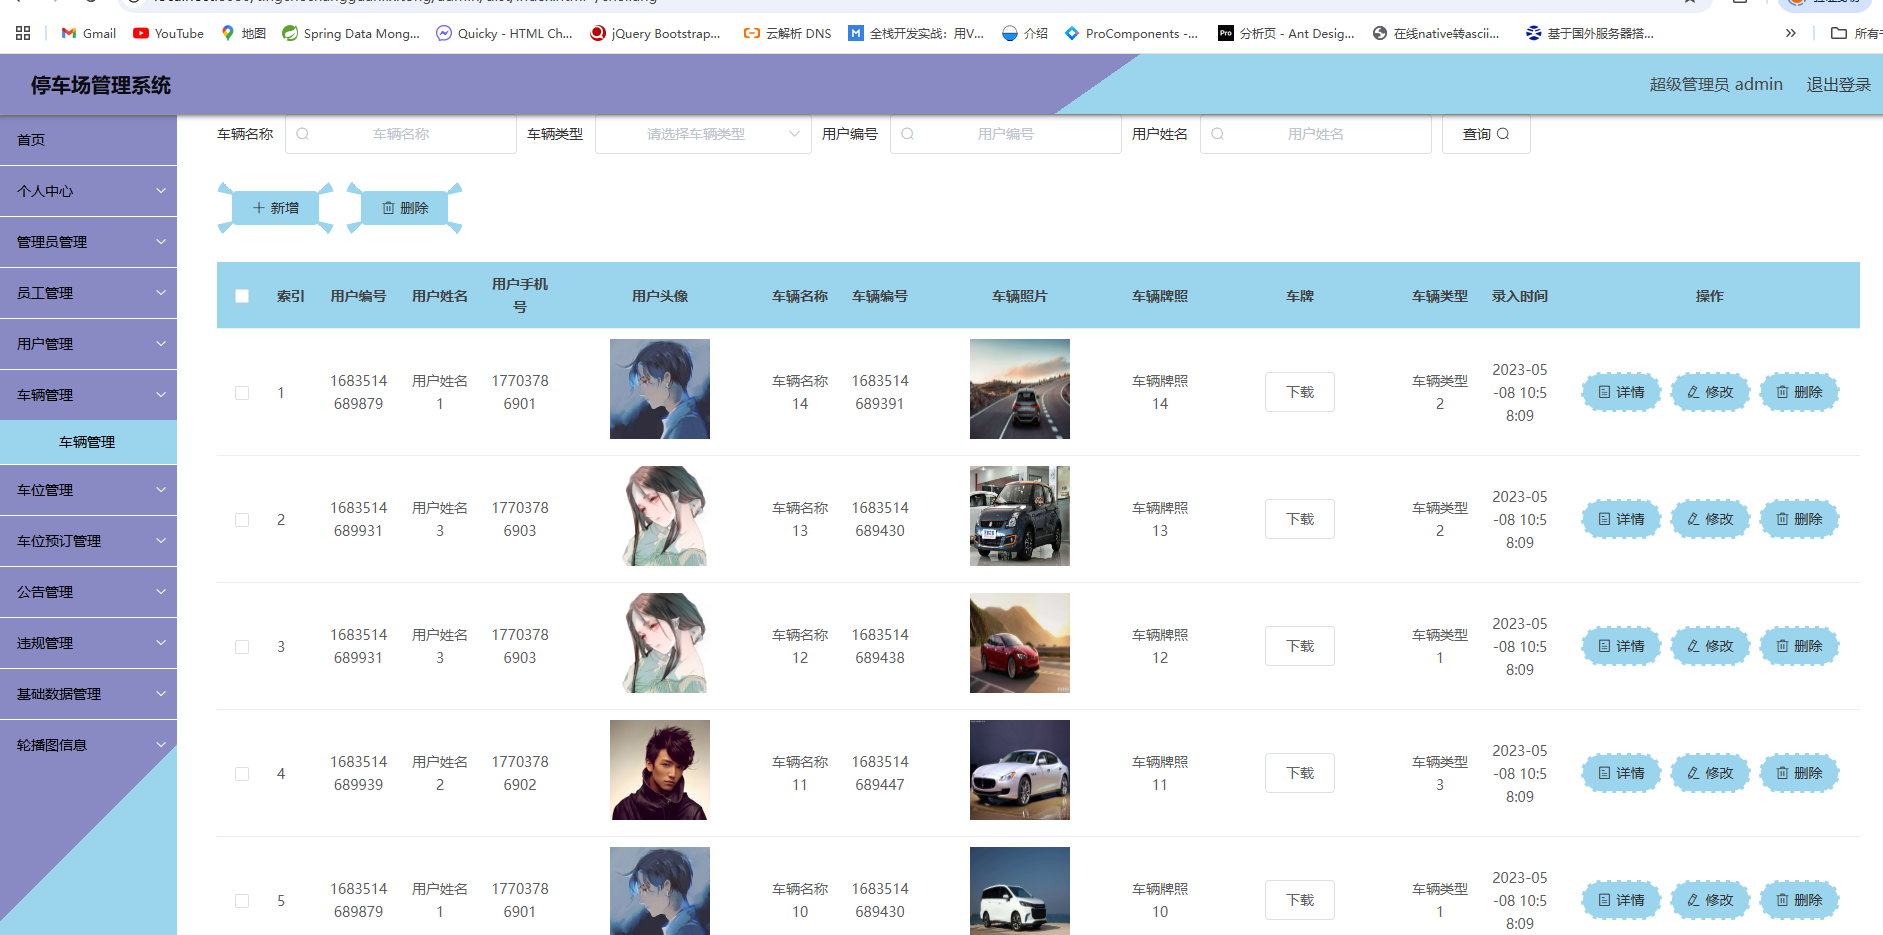 Gmail YouTube 地图 Spring Data Mong... Quicky - HTML Ch... jQuery Bootstrap... 云解析 DNS 全栈开发实战：用V... 介绍 ProComponents -... Pro 分析页 - Ant Desig... 在线native转ascii... 基于国外服务器搭...
停车场管理系统 超级管理员 admin 退出登录
首页
个人中心
管理员管理
员工管理
用户管理
车辆管理
车辆管理
车位管理
车位预订管理
公告管理
违规管理
基础数据管理
轮播图信息
车辆名称 车辆名称 车辆类型 请选择车辆类型 用户编号 用户编号 用户姓名 用户姓名 查询
新增 删除
索引 用户编号 用户姓名 用户手机号 用户头像 车辆名称 车辆编号 车辆照片 车辆牌照 车牌 车辆类型 录入时间 操作
1 1683514689879 用户姓名1 17703786901 车辆名称14 1683514689391 车辆牌照14 下载 车辆类型2 2023-05-08 10:58:09 详情 修改 删除
2 1683514689931 用户姓名3 17703786903 车辆名称13 1683514689430 车辆牌照13 下载 车辆类型2 2023-05-08 10:58:09 详情 修改 删除
3 1683514689931 用户姓名3 17703786903 车辆名称12 1683514689438 车辆牌照12 下载 车辆类型1 2023-05-08 10:58:09 详情 修改 删除
4 1683514689939 用户姓名2 17703786902 车辆名称11 1683514689447 车辆牌照11 下载 车辆类型3 2023-05-08 10:58:09 详情 修改 删除
5 1683514689879 用户姓名1 17703786901 车辆名称10 1683514689430 车辆牌照10 下载 车辆类型1 2023-05-08 10:58:09 详情 修改 删除